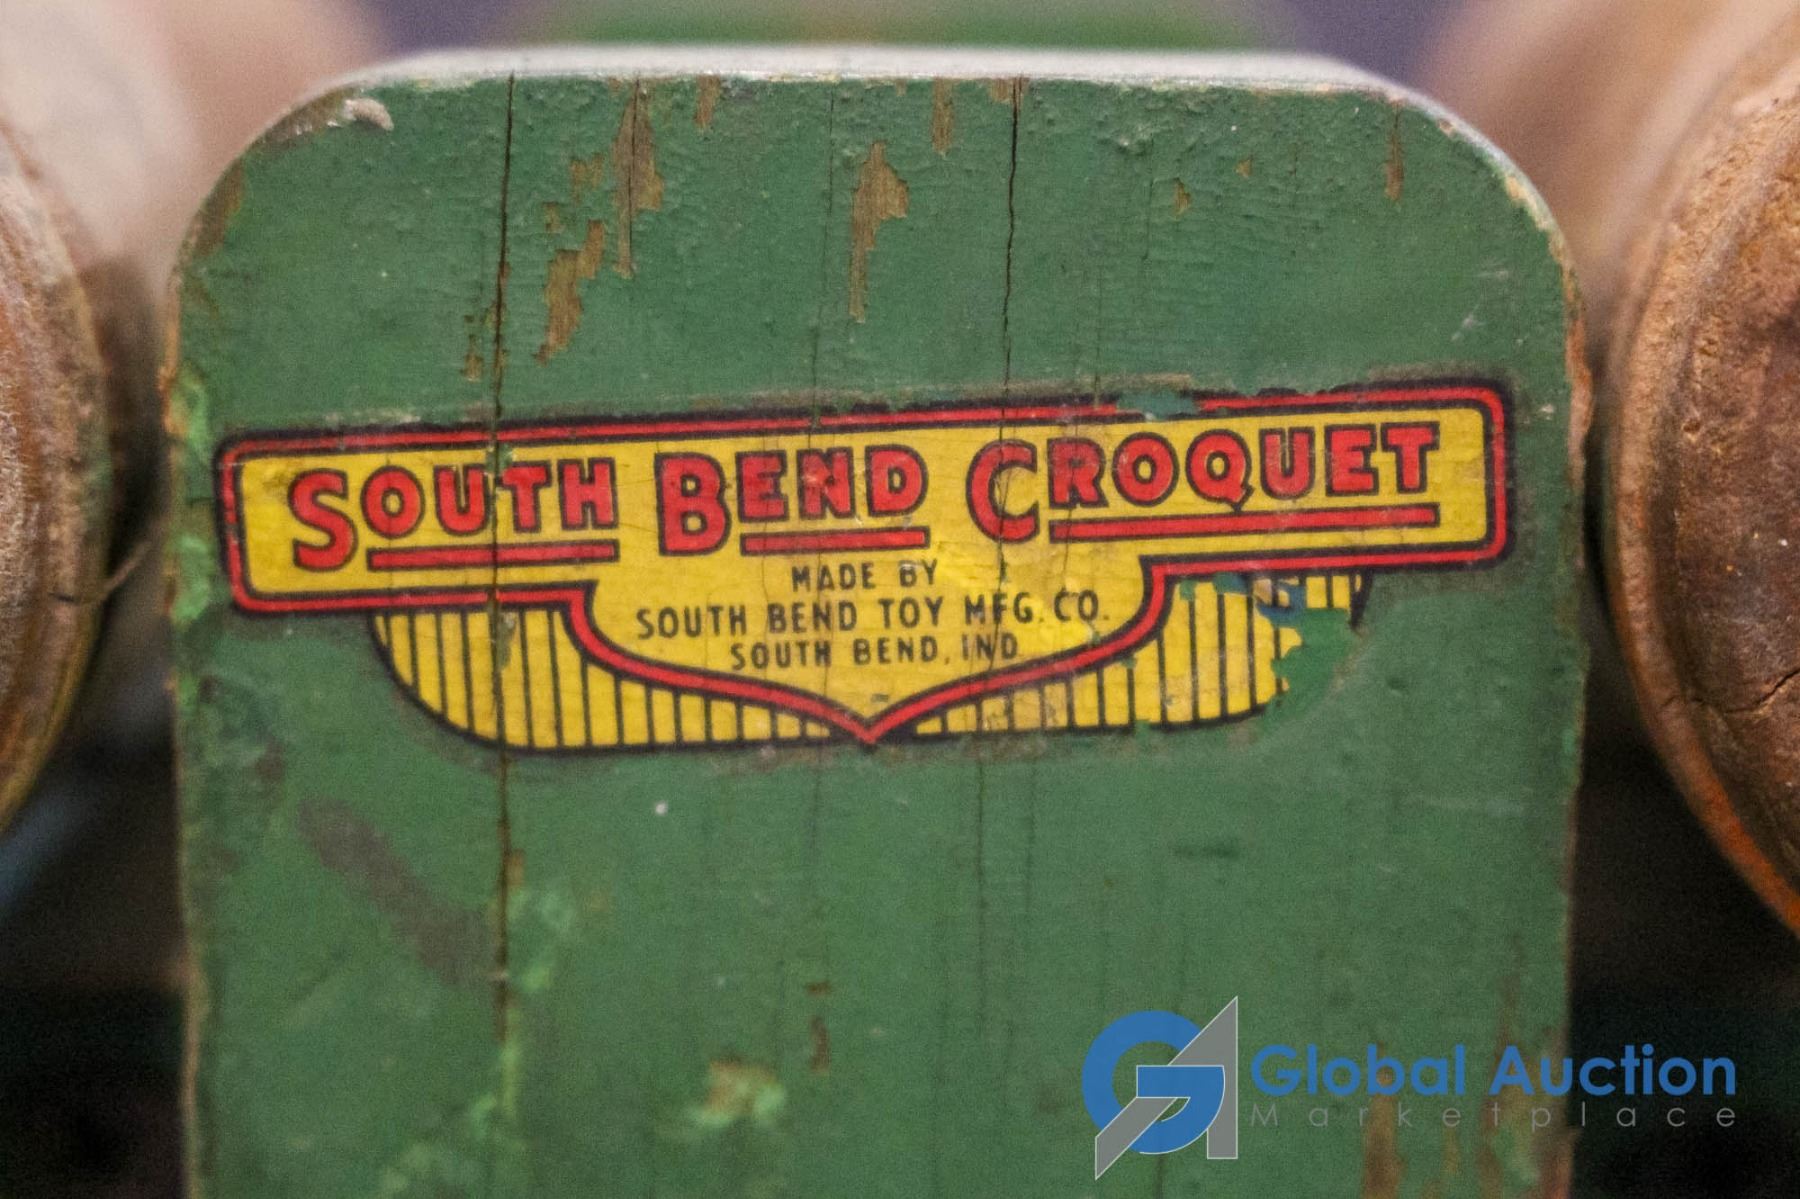 SOUTH BEND CROQUET
MADE BY
SOUTH BEND TOY MFG. CO.
SOUTH BEND, IND
Global Auction
Marketplace